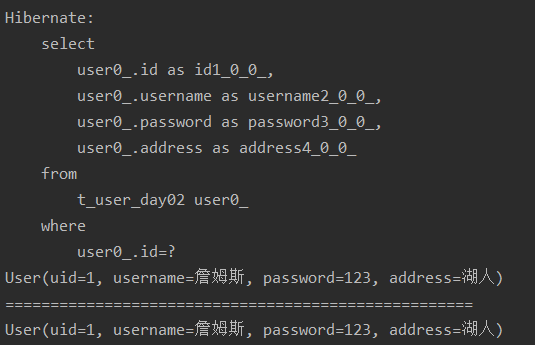 Hibernate:
select
user0_.id as id1_0_0_,
user0_.username as username2_0_0_,
user0_.password as password3_0_0_,
user0_.address as address4_0_0_
from
t_user_day02 user0_
where
user0_.id=?
User(uid=1, username=詹姆斯, password=123, address=湖人)
====================================================
User(uid=1, username=詹姆斯, password=123, address=湖人)